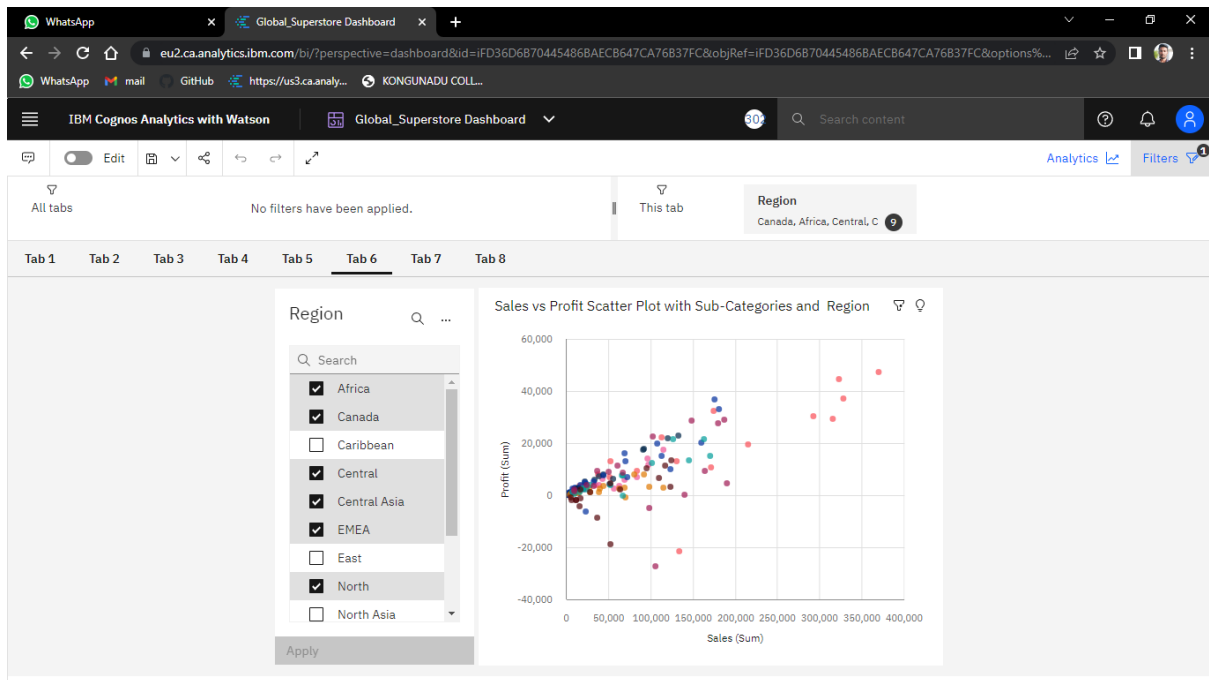 WhatsApp
Global_Superstore Dashboard
eu2.ca.analytics.ibm.com/bi/?perspective=dashboard&id=iFD36D6B70445486BAECB647CA76B37FC&objRef=iFD36D6B70445486BAECB647CA76B37FC&options%...
WhatsApp mail GitHub https://us3.ca.analy... KONGUNADU COLL...
IBM Cognos Analytics with Watson Global_Superstore Dashboard 302 Search content
Edit Analytics Filters 1
All tabs No filters have been applied. This tab
Region
Canada, Africa, Central, C 9
Tab 1 Tab 2 Tab 3 Tab 4 Tab 5 Tab 6 Tab 7 Tab 8
Region ...
Search
Africa
Canada
Caribbean
Central
Central Asia
EMEA
East
North
North Asia
Apply
Sales vs Profit Scatter Plot with Sub-Categories and Region
60,000
40,000
20,000
0
-20,000
-40,000
Profit (Sum)
0 50,000 100,000 150,000 200,000 250,000 300,000 350,000 400,000
Sales (Sum)